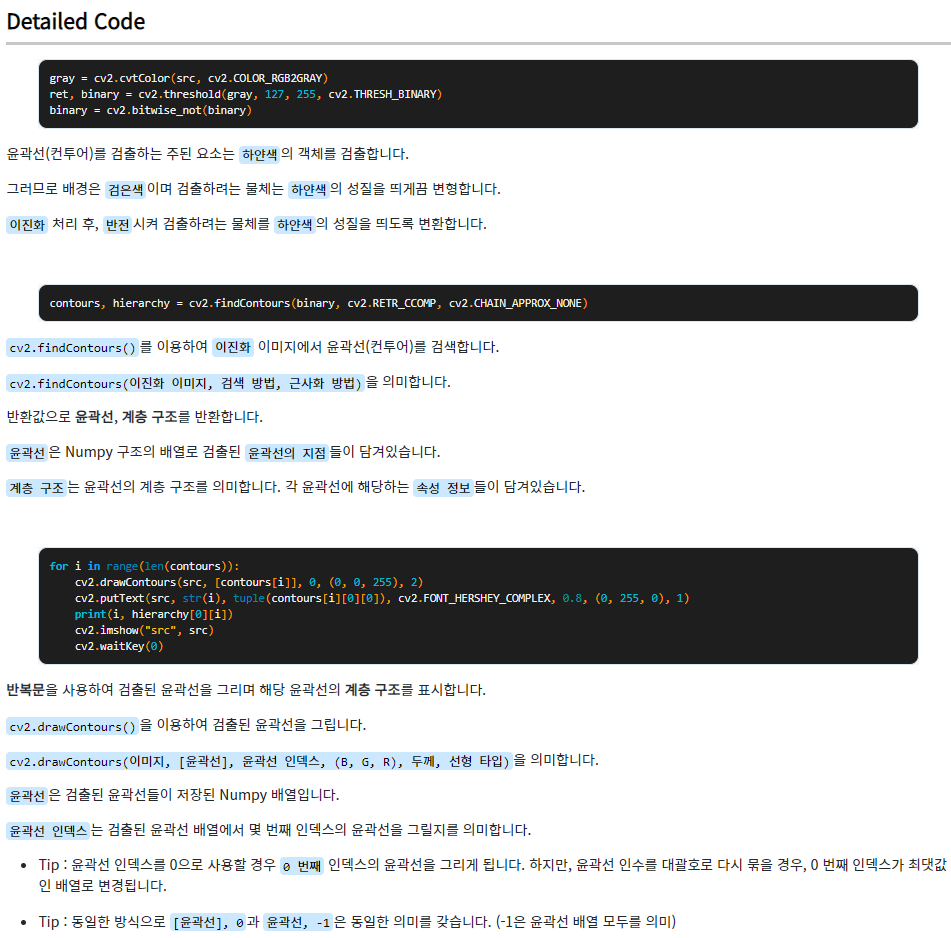 Detailed Code
gray = cv2.cvtColor(src, cv2.COLOR_RGB2GRAY)
ret, binary = cv2.threshold(gray, 127, 255, cv2.THRESH_BINARY)
binary = cv2.bitwise_not(binary)
윤곽선(컨투어)를 검출하는 주된 요소는 하얀색의 객체를 검출합니다.
그러므로 배경은 검은색이며 검출하려는 물체는 하얀색의 성질을 띄게끔 변형합니다.
이진화 처리 후, 반전시켜 검출하려는 물체를 하얀색의 성질을 띄도록 변환합니다.
contours, hierarchy = cv2.findContours(binary, cv2.RETR_CCOMP, cv2.CHAIN_APPROX_NONE)
cv2.findContours()를 이용하여 이진화 이미지에서 윤곽선(컨투어)를 검색합니다.
cv2.findContours(이진화 이미지, 검색 방법, 근사화 방법)을 의미합니다.
반환값으로 윤곽선, 계층 구조를 반환합니다.
윤곽선은 Numpy 구조의 배열로 검출된 윤곽선의 지점들이 담겨있습니다.
계층 구조는 윤곽선의 계층 구조를 의미합니다. 각 윤곽선에 해당하는 속성 정보들이 담겨있습니다.
for i in range(len(contours)):
    cv2.drawContours(src, [contours[i]], 0, (0, 0, 255), 2)
    cv2.putText(src, str(i), tuple(contours[i][0][0]), cv2.FONT_HERSHEY_COMPLEX, 0.8, (0, 255, 0), 1)
    print(i, hierarchy[0][i])
    cv2.imshow("src", src)
    cv2.waitKey(0)
반복문을 사용하여 검출된 윤곽선을 그리며 해당 윤곽선의 계층 구조를 표시합니다.
cv2.drawContours()을 이용하여 검출된 윤곽선을 그립니다.
cv2.drawContours(이미지, [윤곽선], 윤곽선 인덱스, (B, G, R), 두께, 선형 타입)을 의미합니다.
윤곽선은 검출된 윤곽선들이 저장된 Numpy 배열입니다.
윤곽선 인덱스는 검출된 윤곽선 배열에서 몇 번째 인덱스의 윤곽선을 그릴지를 의미합니다.
• Tip : 윤곽선 인덱스를 0으로 사용할 경우 0 번째 인덱스의 윤곽선을 그리게 됩니다. 하지만, 윤곽선 인수를 대괄호로 다시 묶을 경우, 0 번째 인덱스가 최댓값
인 배열로 변경됩니다.
• Tip : 동일한 방식으로 [윤곽선], 0과 윤곽선, -1은 동일한 의미를 갖습니다. (-1은 윤곽선 배열 모두를 의미)